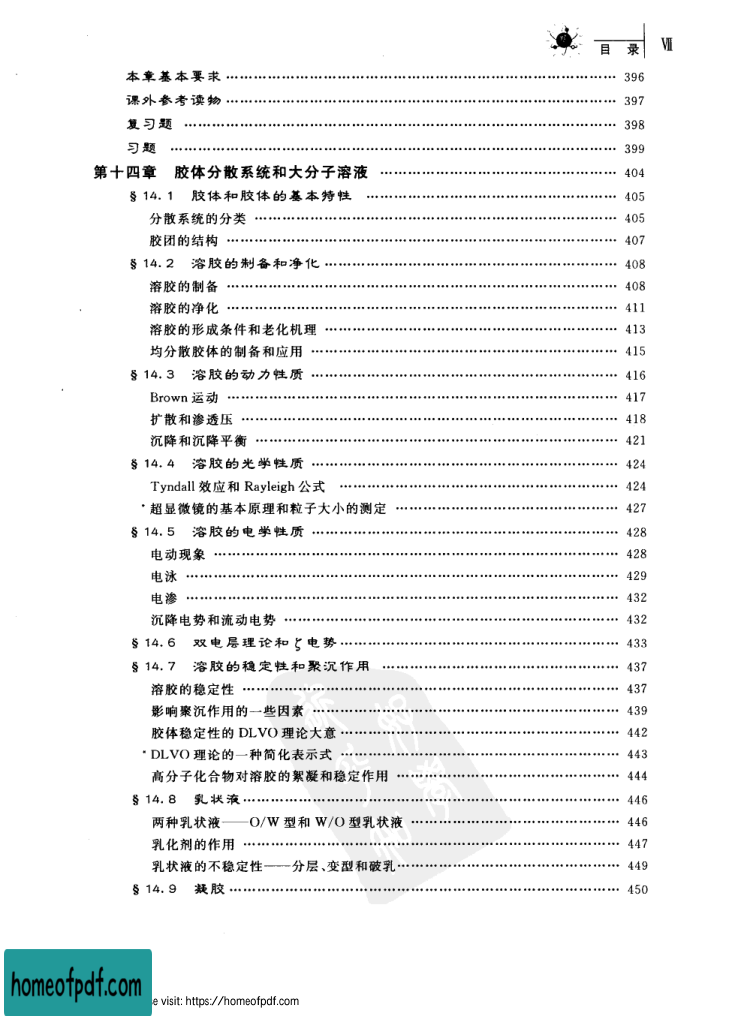 目 录 Ⅶ
本章基本要求 …… 396
课外参考读物 …… 397
复习题 …… 398
习题 …… 399
第十四章 胶体分散系统和大分子溶液 …… 404
§14.1 胶体和胶体的基本特性 …… 405
分散系统的分类 …… 405
胶团的结构 …… 407
§14.2 溶胶的制备和净化 …… 408
溶胶的制备 …… 408
溶胶的净化 …… 411
溶胶的形成条件和老化机理 …… 413
均分散胶体的制备和应用 …… 415
§14.3 溶胶的动力性质 …… 416
Brown 运动 …… 417
扩散和渗透压 …… 418
沉降和沉降平衡 …… 421
§14.4 溶胶的光学性质 …… 424
Tyndall 效应和 Rayleigh 公式 …… 424
*超显微镜的基本原理和粒子大小的测定 …… 427
§14.5 溶胶的电学性质 …… 428
电动现象 …… 428
电泳 …… 429
电渗 …… 432
沉降电势和流动电势 …… 432
§14.6 双电层理论和 ζ 电势 …… 433
§14.7 溶胶的稳定性和聚沉作用 …… 437
溶胶的稳定性 …… 437
影响聚沉作用的一些因素 …… 439
胶体稳定性的 DLVO 理论大意 …… 442
*DLVO 理论的一种简化表示式 …… 443
高分子化合物对溶胶的絮凝和稳定作用 …… 444
§14.8 乳状液 …… 446
两种乳状液——O/W 型和 W/O 型乳状液 …… 446
乳化剂的作用 …… 447
乳状液的不稳定性——分层、变型和破乳 …… 449
§14.9 凝胶 …… 450
homeofpdf.com
e visit: https://homeofpdf.com